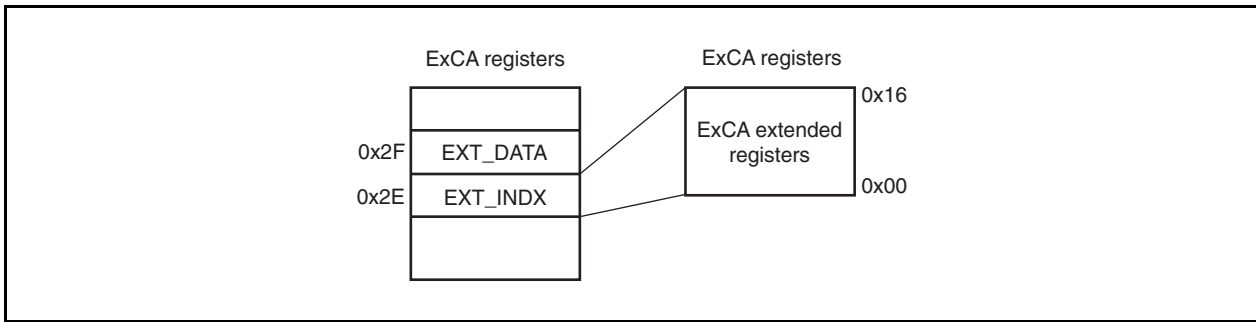 ExCA registers
0x2F
EXT_DATA
0x2E
EXT_INDX
ExCA registers
0x16
ExCA extended
registers
0x00